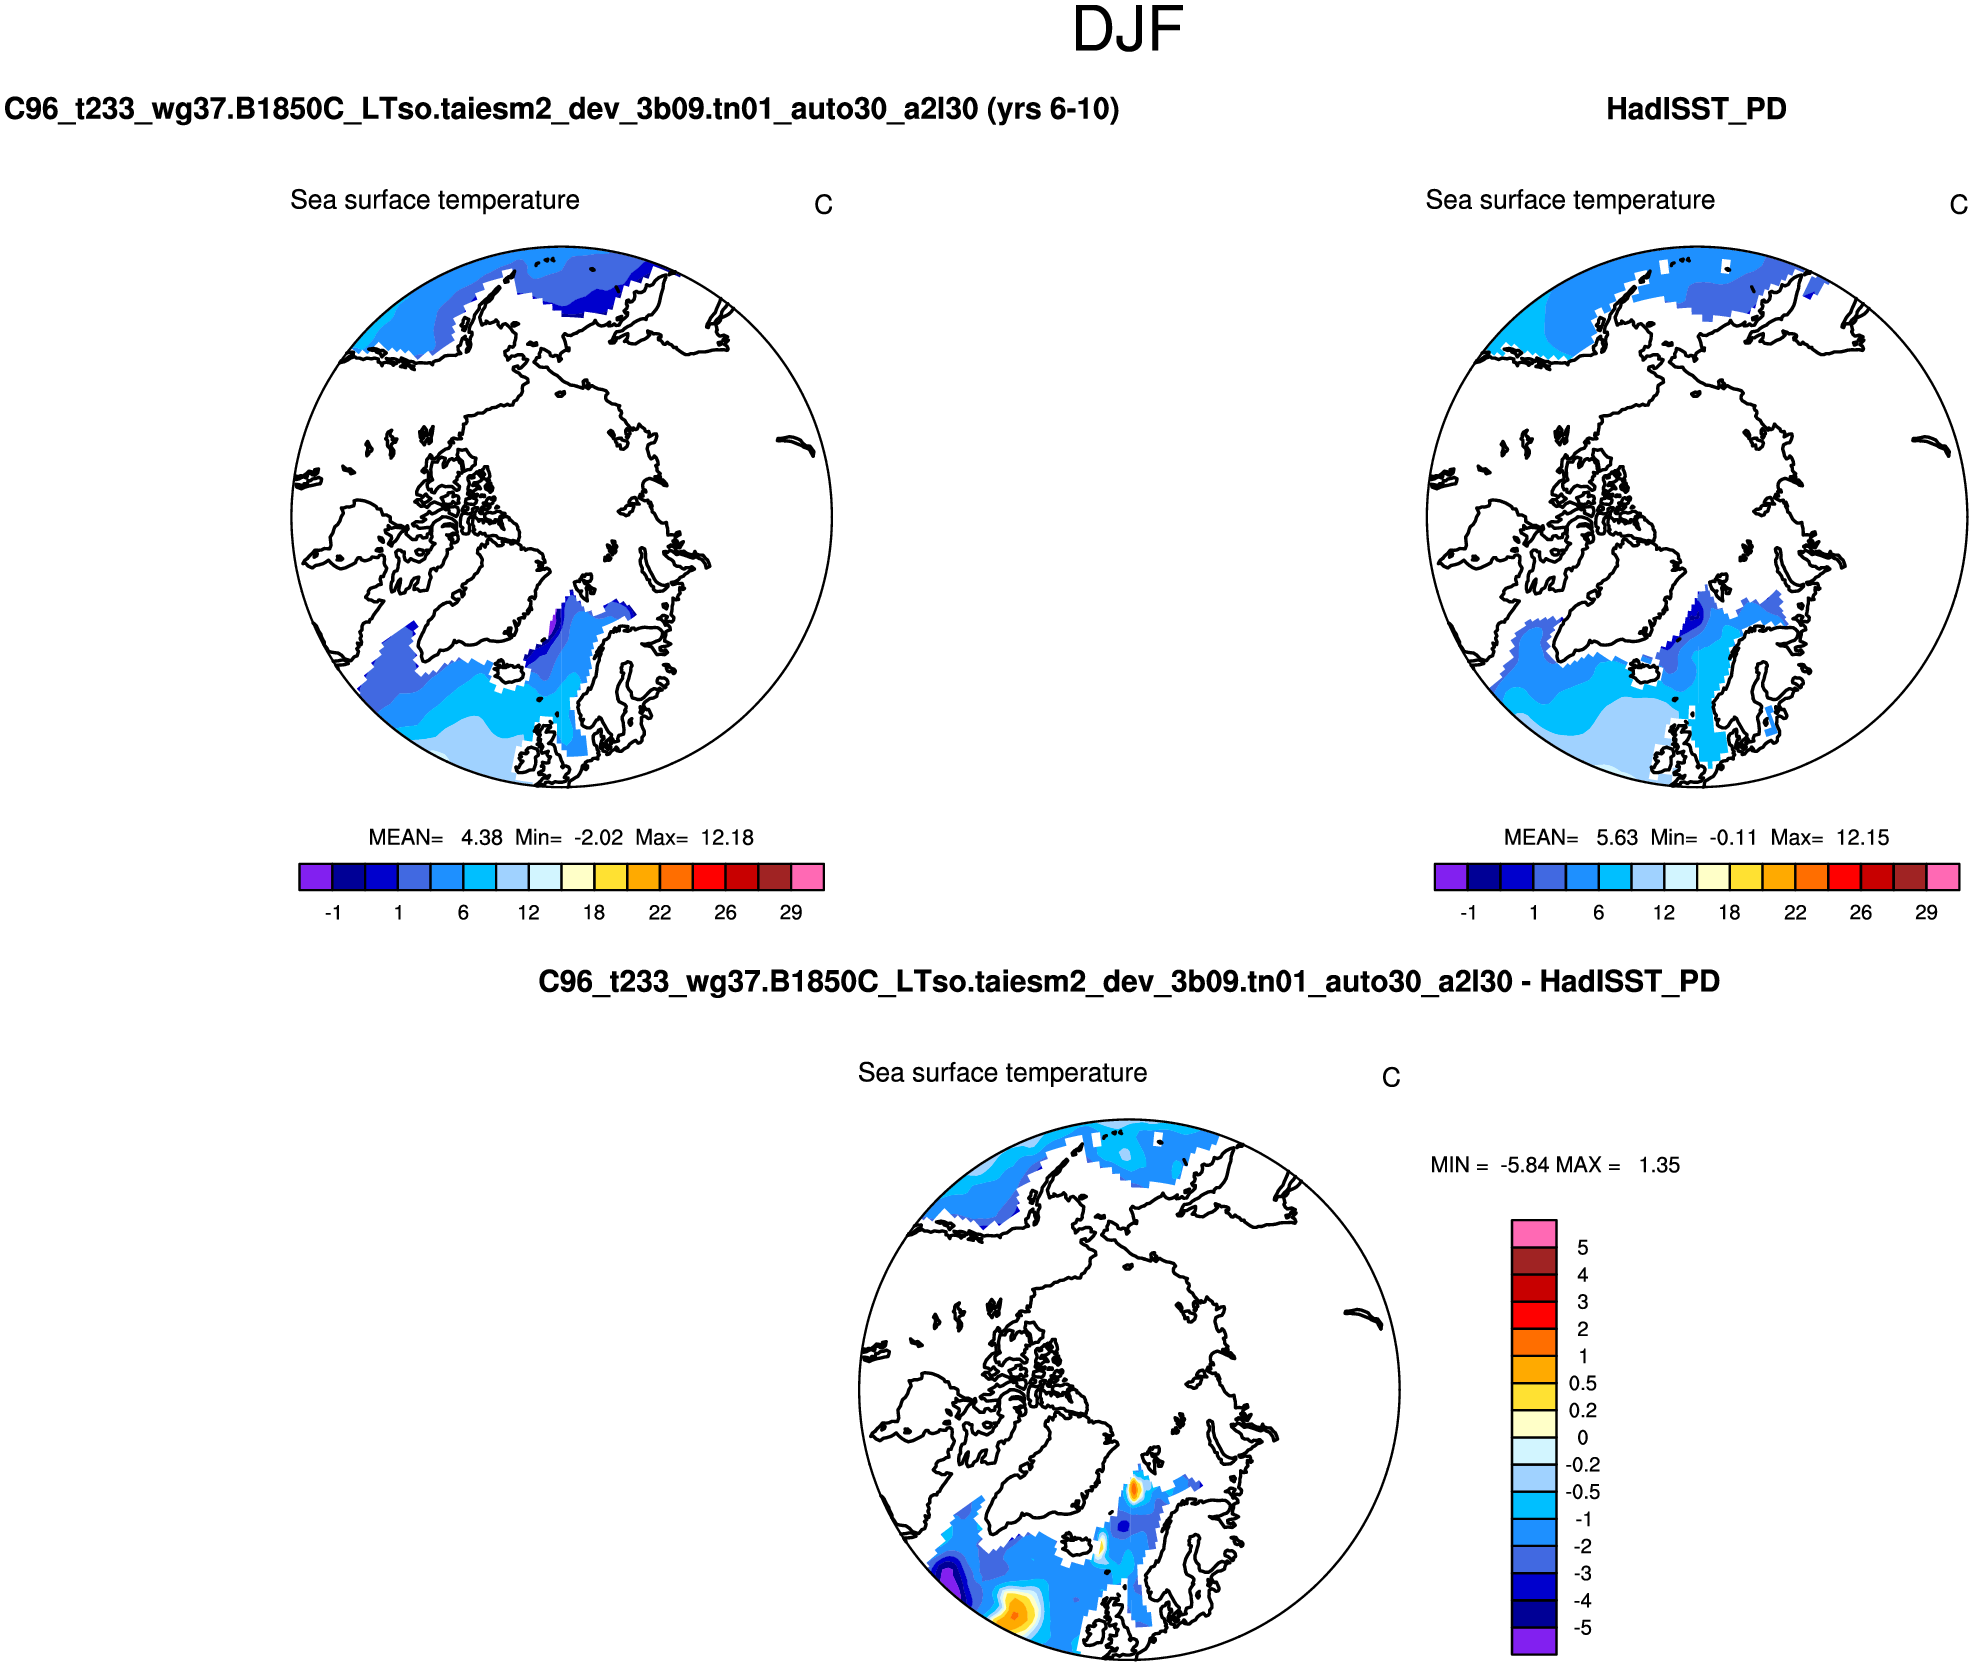 DJF
C96_t233_wg37.B1850C_LTso.taiesm2_dev_3b09.tn01_auto30_a2l30 (yrs 6-10) HadISST_PD
Sea surface temperature C Sea surface temperature C
MEAN= 4.38 Min= -2.02 Max= 12.18 MEAN= 5.63 Min= -0.11 Max= 12.15
-1 1 6 12 18 22 26 29 -1 1 6 12 18 22 26 29
C96_t233_wg37.B1850C_LTso.taiesm2_dev_3b09.tn01_auto30_a2l30 - HadISST_PD
Sea surface temperature C
MIN = -5.84 MAX = 1.35
5
4
3
2
1
0.5
0.2
0
-0.2
-0.5
-1
-2
-3
-4
-5